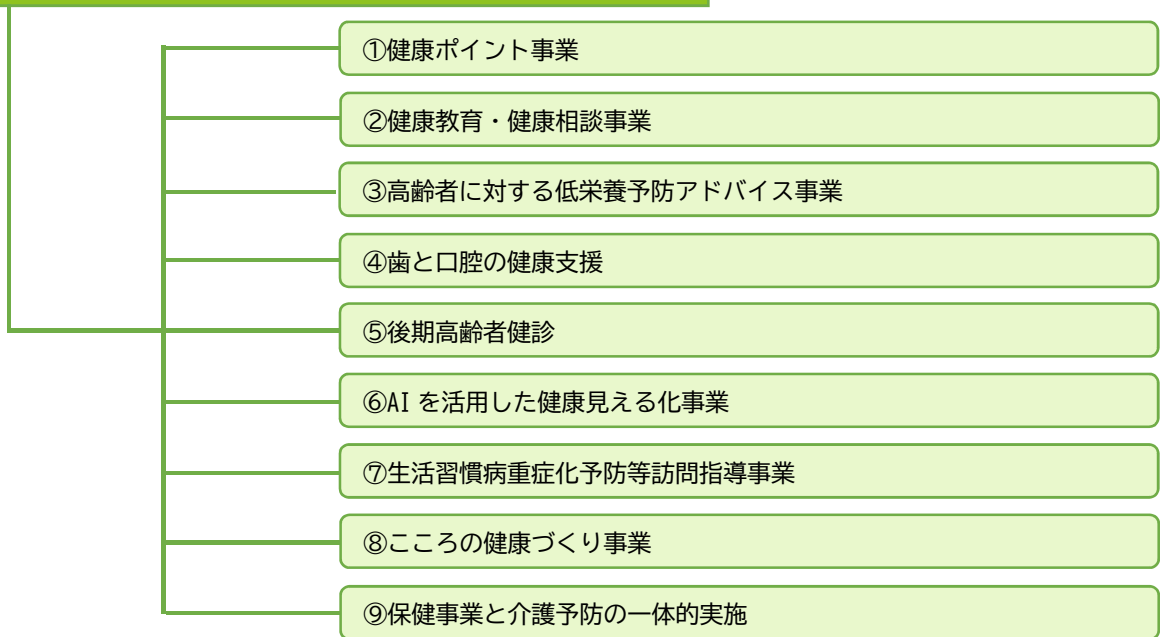 ①健康ポイント事業
②健康教育・健康相談事業
③高齢者に対する低栄養予防アドバイス事業
④歯と口腔の健康支援
⑤後期高齢者健診
⑥AI を活用した健康見える化事業
⑦生活習慣病重症化予防等訪問指導事業
⑧こころの健康づくり事業
⑨保健事業と介護予防の一体的実施